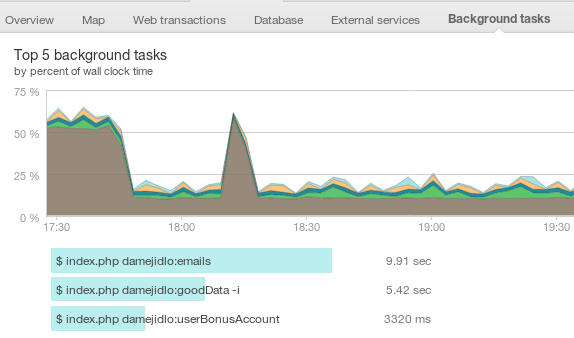 Overview Map Web transactions Database External services Background tasks
Top 5 background tasks
by percent of wall clock time
75 %
50 %
25 %
0 %
17:30 18:00 18:30 19:00 19:30
$ index.php damejidlo:emails 9.91 sec
$ index.php damejidlo:goodData -i 5.42 sec
$ index.php damejidlo:userBonusAccount 3320 ms